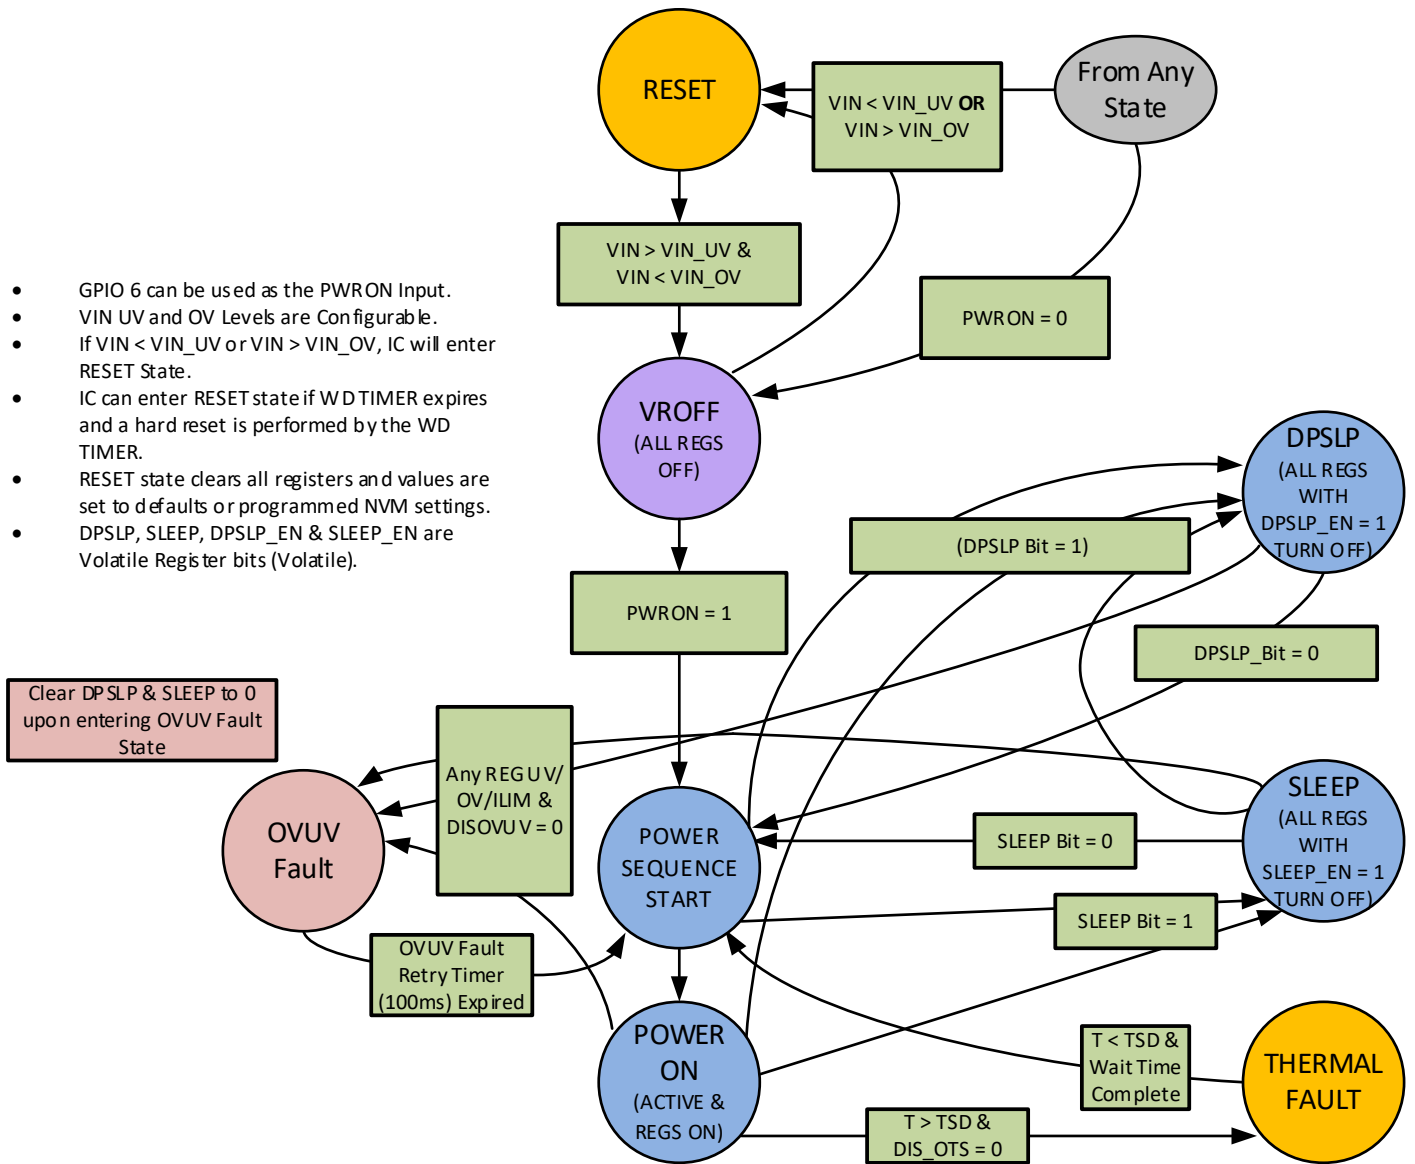 RESET
From Any
State
VIN < VIN_UV OR
VIN > VIN_OV
VIN > VIN_UV &
VIN < VIN_OV
PWRON = 0
• GPIO 6 can be used as the PWRON Input.
• VIN UV and OV Levels are Configurable.
• If VIN < VIN_UV or VIN > VIN_OV, IC will enter
RESET State.
• IC can enter RESET state if WD TIMER expires
and a hard reset is performed by the WD
TIMER.
• RESET state clears all registers and values are
set to defaults or programmed NVM settings.
• DPSLP, SLEEP, DPSLP_EN & SLEEP_EN are
Volatile Register bits (Volatile).
VROFF
(ALL REGS
OFF)
DPSLP
(ALL REGS
WITH
DPSLP_EN = 1
TURN OFF)
(DPSLP Bit = 1)
PWRON = 1
DPSLP_Bit = 0
Clear DPSLP & SLEEP to 0
upon entering OVUV Fault
State
Any REG UV/
OV/ILIM &
DISOVUV = 0
OVUV
Fault
POWER
SEQUENCE
START
SLEEP Bit = 0
SLEEP
(ALL REGS
WITH
SLEEP_EN = 1
TURN OFF)
SLEEP Bit = 1
OVUV Fault
Retry Timer
(100ms) Expired
POWER
ON
(ACTIVE &
REGS ON)
T < TSD &
Wait Time
Complete
THERMAL
FAULT
T > TSD &
DIS_OTS = 0